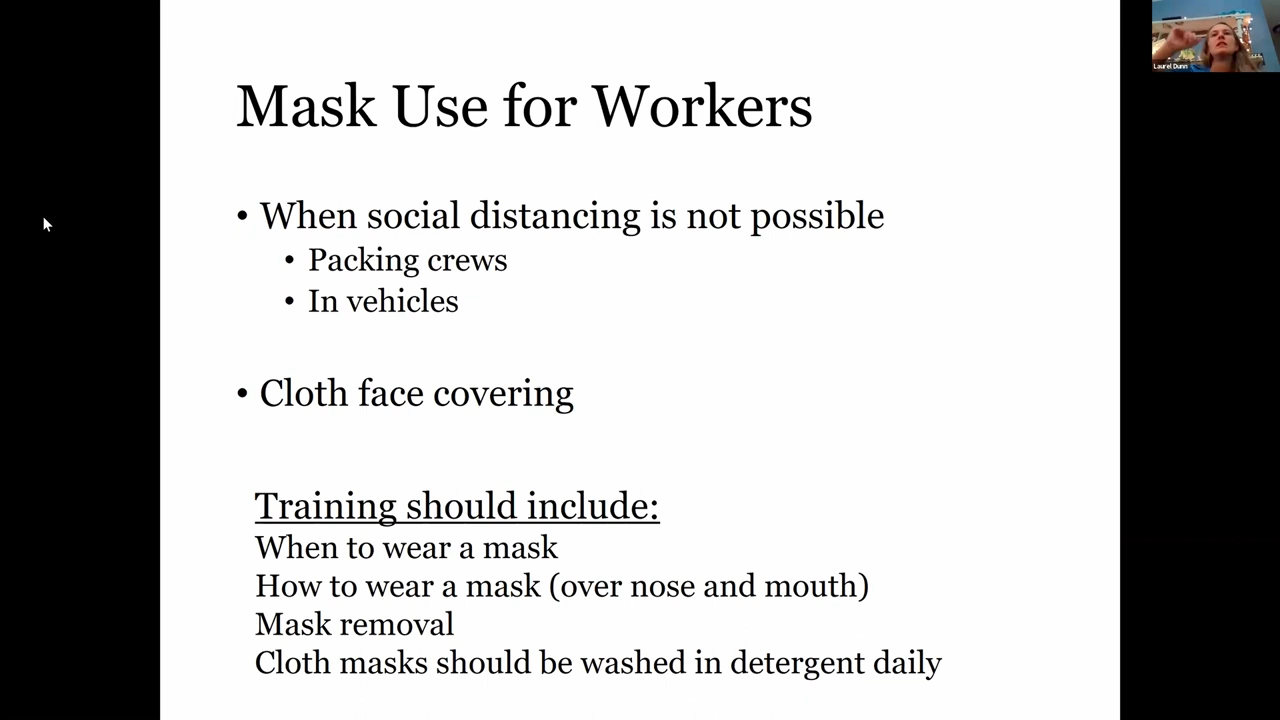 Mask Use for Workers
• When social distancing is not possible
• Packing crews
• In vehicles
• Cloth face covering
Training should include:
When to wear a mask
How to wear a mask (over nose and mouth)
Mask removal
Cloth masks should be washed in detergent daily
Laurel Dunn